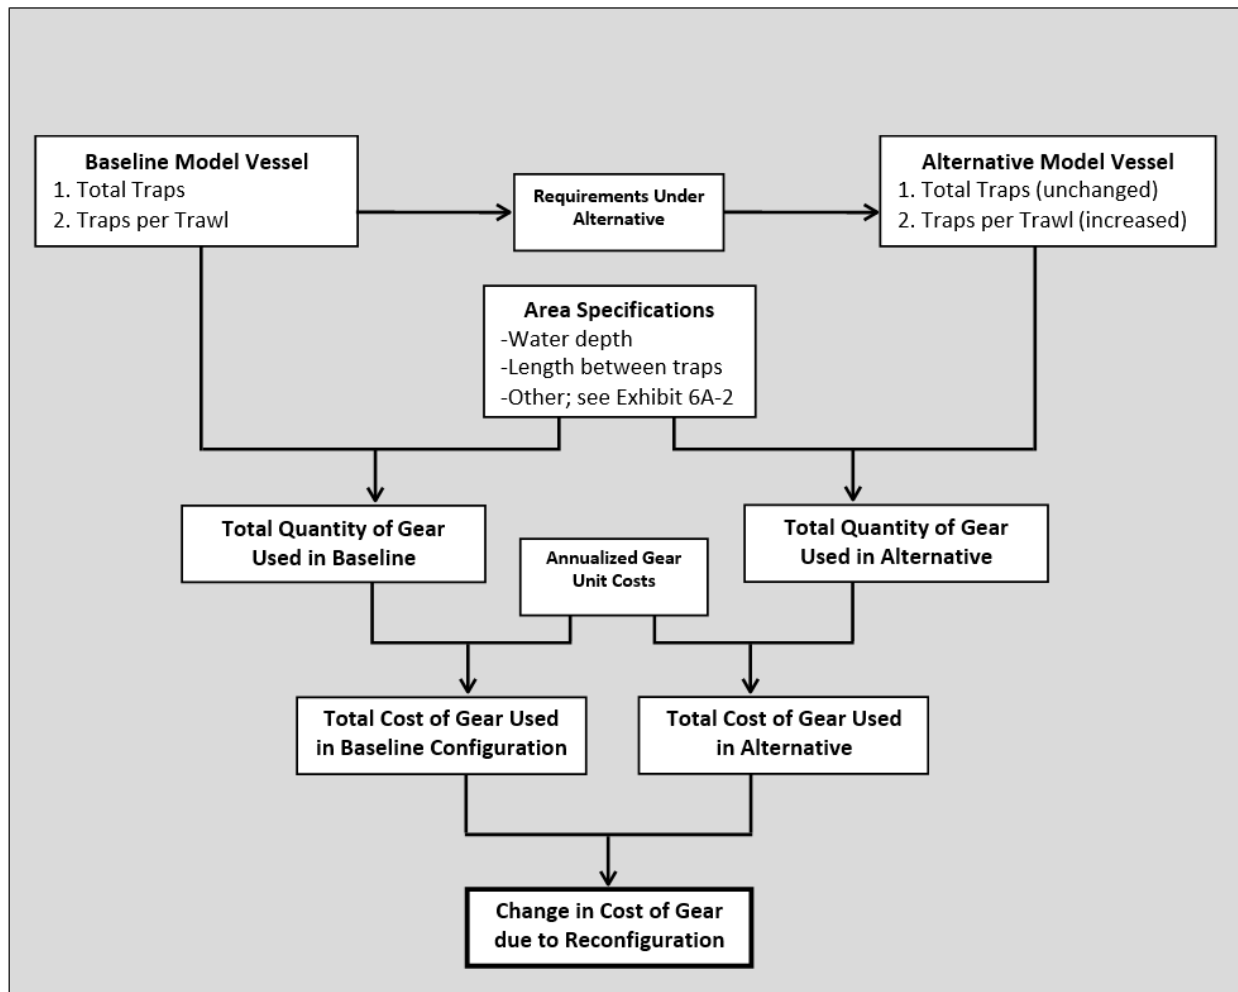 Baseline Model Vessel
1. Total Traps
2. Traps per Trawl
Requirements Under
Alternative
Alternative Model Vessel
1. Total Traps (unchanged)
2. Traps per Trawl (increased)
Area Specifications
-Water depth
-Length between traps
-Other; see Exhibit 6A-2
Total Quantity of Gear
Used in Baseline
Total Quantity of Gear
Used in Alternative
Annualized Gear
Unit Costs
Total Cost of Gear Used
in Baseline Configuration
Total Cost of Gear Used
in Alternative
Change in Cost of Gear
due to Reconfiguration